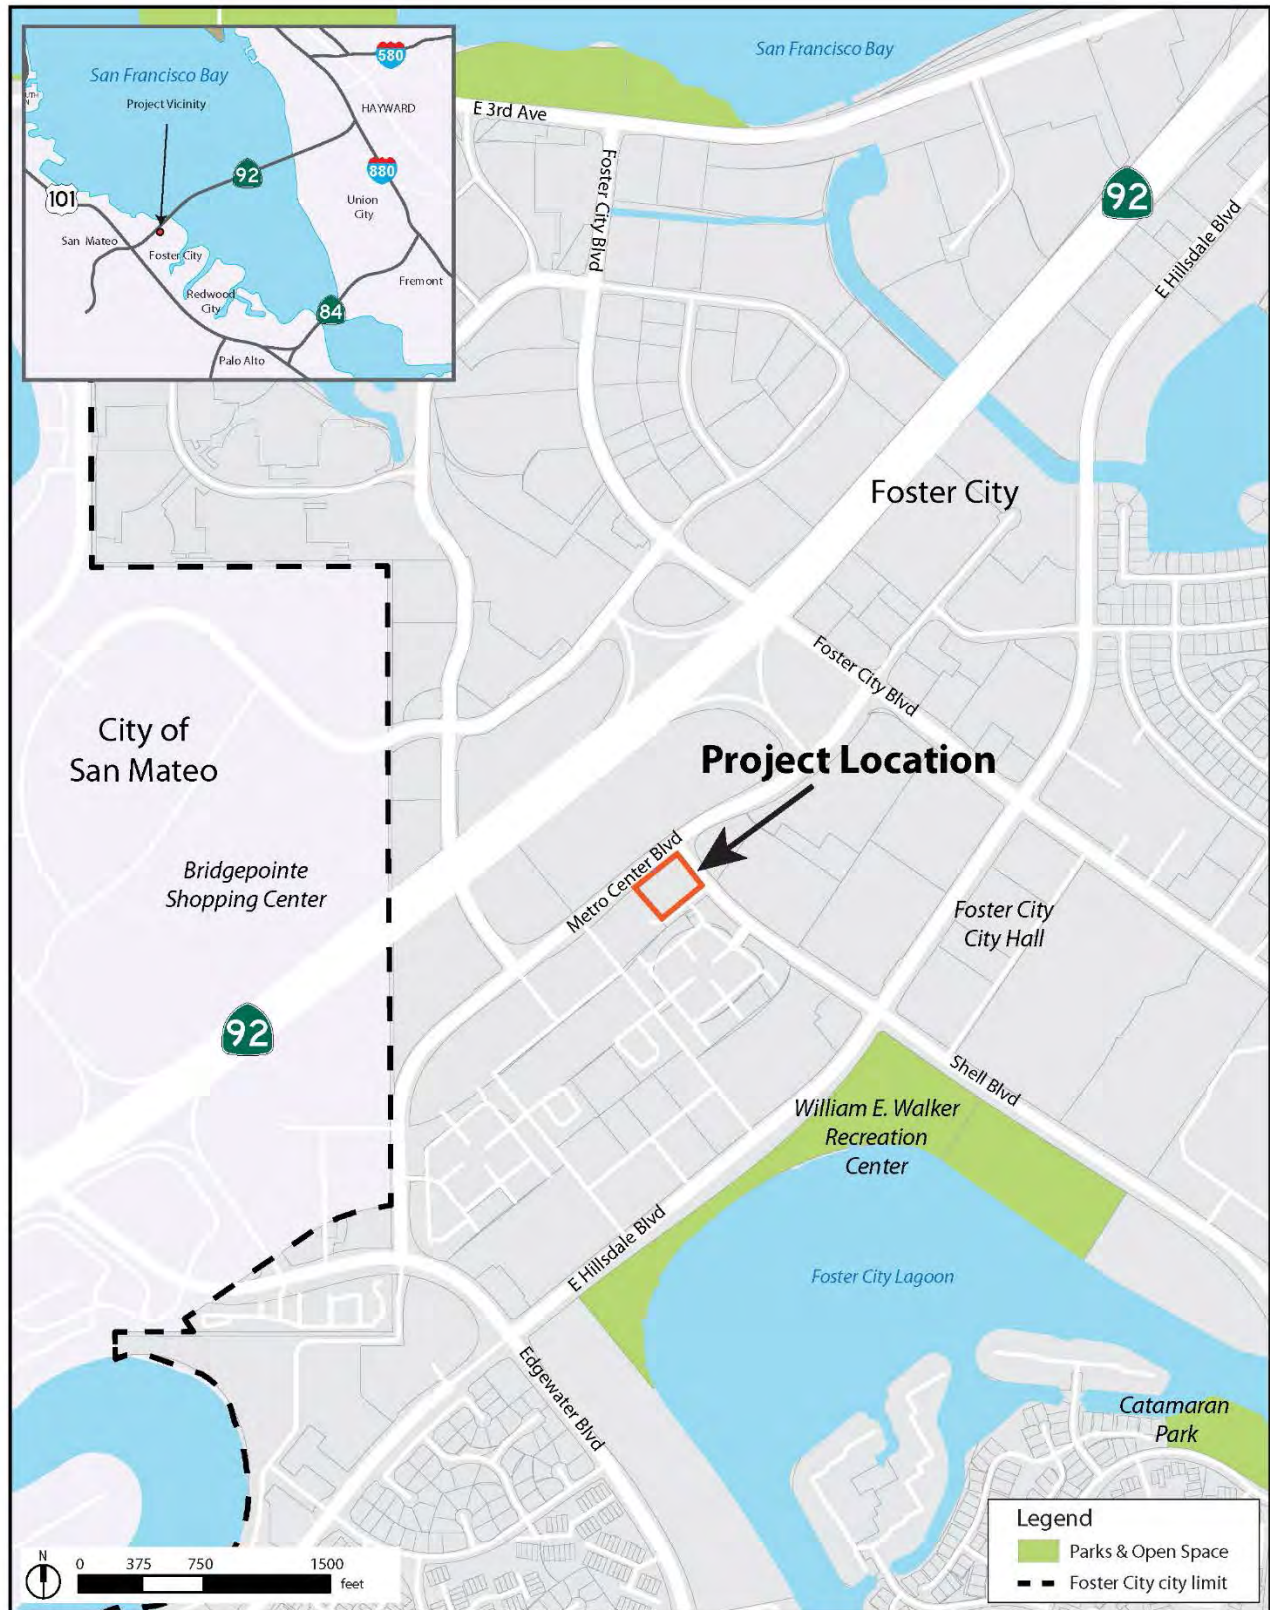 San Francisco Bay
Project Vicinity
580
HAYWARD
92
880
101
Union
City
San Mateo
Foster City
Fremont
Redwood
City
84
Palo Alto
San Francisco Bay
E 3rd Ave
Foster City Blvd
92
E Hillsdale Blvd
Foster City
Foster City Blvd
City of
San Mateo
Project Location
Bridgepointe
Shopping Center
Metro Center Blvd
Foster City
City Hall
92
Shell Blvd
William E. Walker
Recreation
Center
E Hillsdale Blvd
Foster City Lagoon
Edgewater Blvd
Catamaran
Park
Legend
Parks & Open Space
Foster City city limit
N
0 375 750 1500
feet